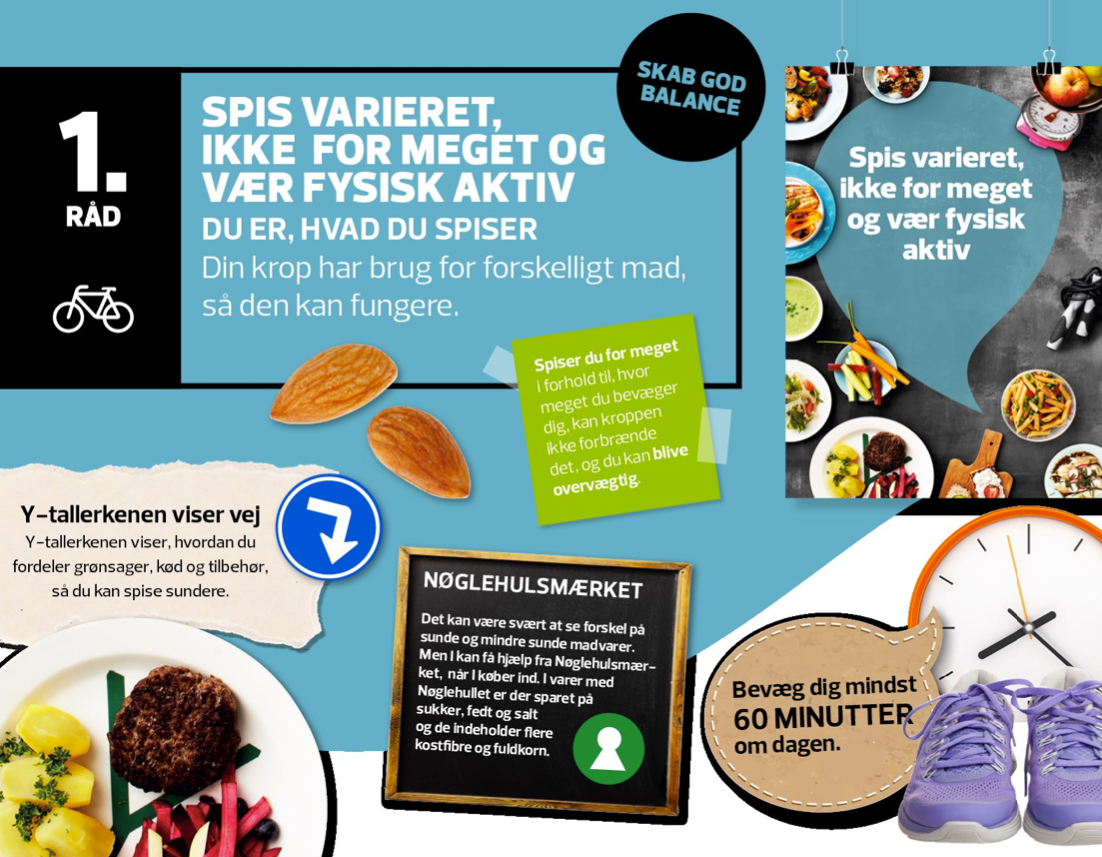 1.
RÅD
SPIS VARIERET,
IKKE FOR MEGET OG
VÆR FYSISK AKTIV
DU ER, HVAD DU SPISER
Din krop har brug for forskelligt mad,
så den kan fungere.
SKAB GOD
BALANCE
Spis varieret,
ikke for meget
og vær fysisk
aktiv
Spiser du for meget
i forhold til, hvor
meget du bevæger
dig, kan kroppen
ikke forbrænde
det, og du kan blive
overvægtig.
Y-tallerkenen viser vej
Y-tallerkenen viser, hvordan du
fordeler grønsager, kød og tilbehør,
så du kan spise sundere.
NØGLEHULSMÆRKET
Det kan være svært at se forskel på
sunde og mindre sunde madvarer.
Men I kan få hjælp fra Nøglehulsmær-
ket, når I køber ind. I varer med
Nøglehullet er der sparet på
sukker, fedt og salt
og de indeholder flere
kostfibre og fuldkorn.
Bevæg dig mindst
60 MINUTTER
om dagen.